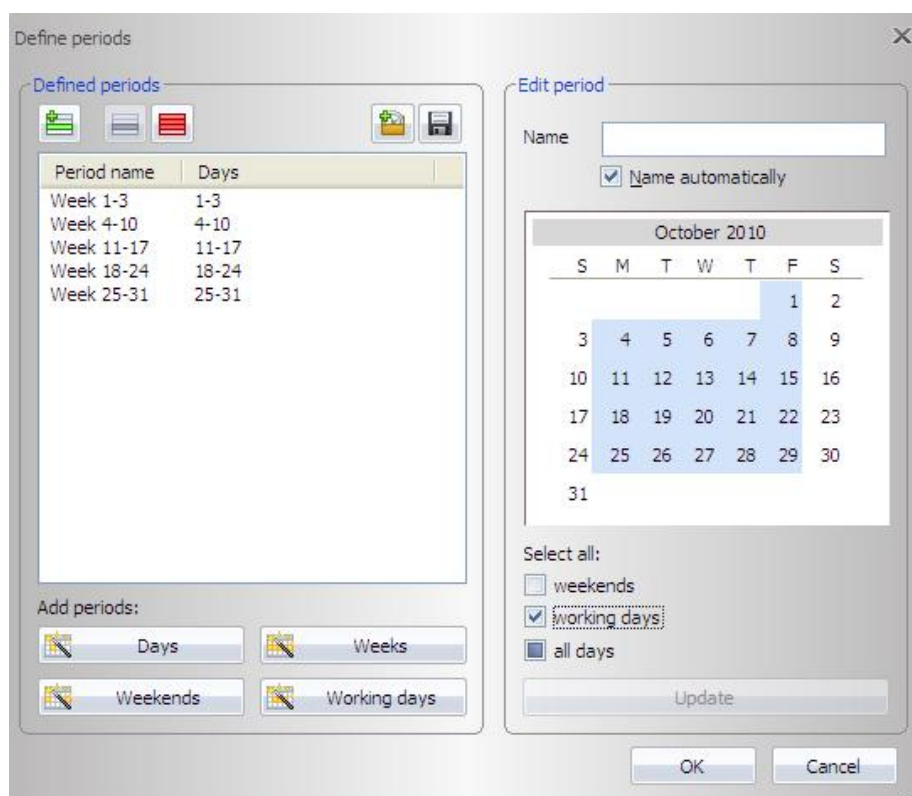 Define periods
Defined periods
Period name Days
Week 1-3 1-3
Week 4-10 4-10
Week 11-17 11-17
Week 18-24 18-24
Week 25-31 25-31
Add periods:
Days Weeks
Weekends Working days
Edit period
Name
Name automatically
October 2010
S M T W T F S
1 2
3 4 5 6 7 8 9
10 11 12 13 14 15 16
17 18 19 20 21 22 23
24 25 26 27 28 29 30
31
Select all:
weekends
working days
all days
Update
OK Cancel